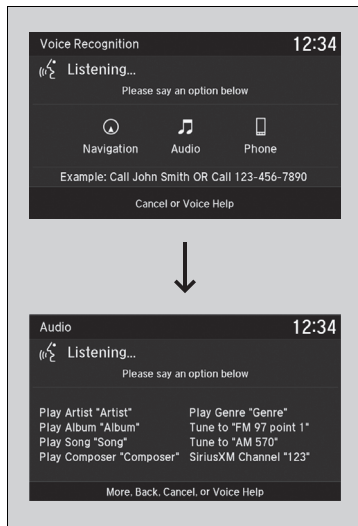 Voice Recognition 12:34
Listening...
Please say an option below
Navigation Audio Phone
Example: Call John Smith OR Call 123-456-7890
Cancel or Voice Help
Audio 12:34
Listening...
Please say an option below
Play Artist "Artist" Play Genre "Genre"
Play Album "Album" Tune to "FM 97 point 1"
Play Song "Song" Tune to "AM 570"
Play Composer "Composer" SiriusXM Channel "123"
More, Back, Cancel, or Voice Help